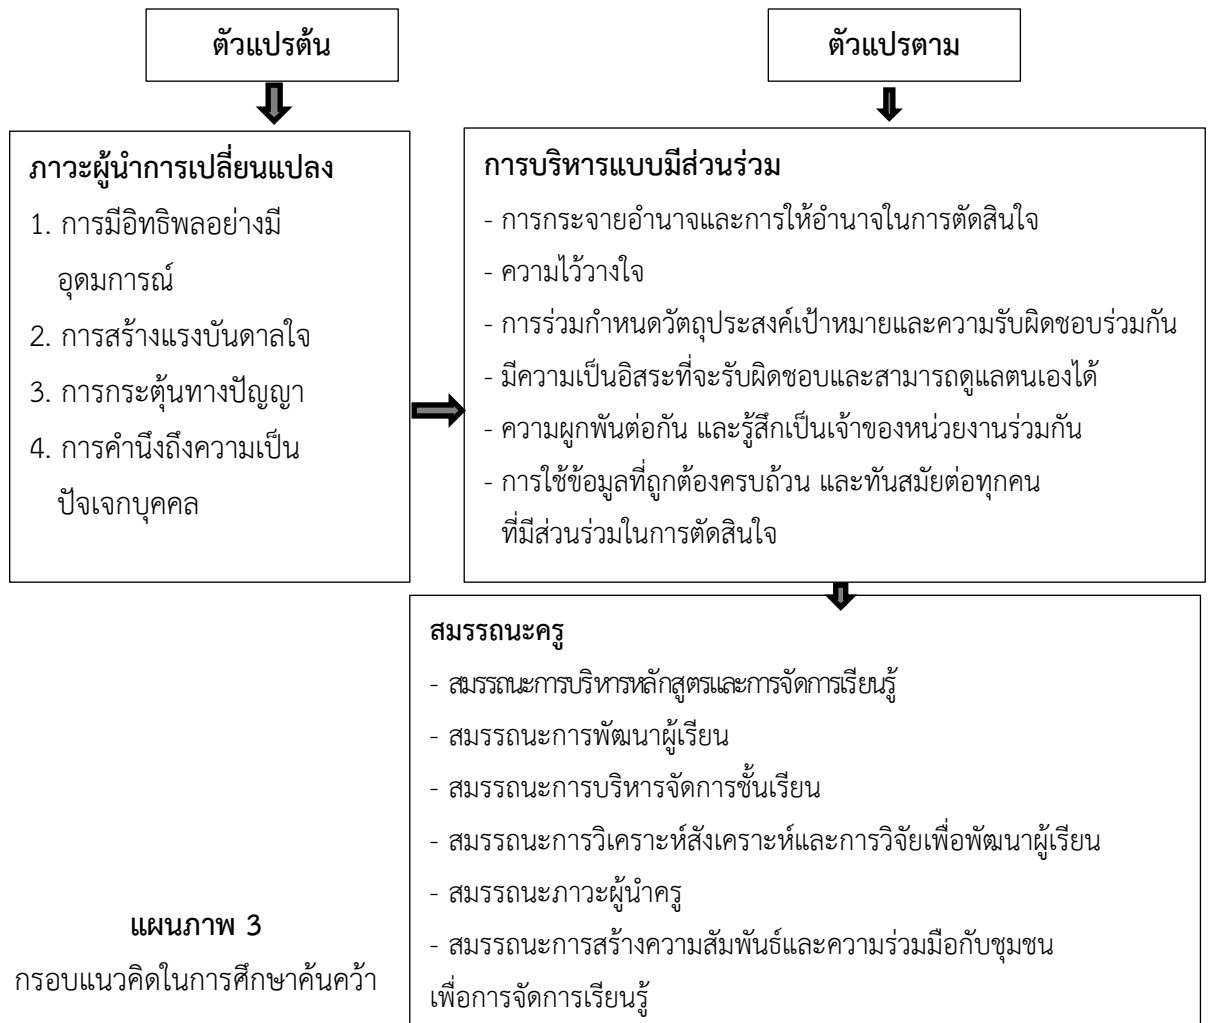 ตัวแปรต้น
ตัวแปรตาม
ภาวะผู้นำการเปลี่ยนแปลง
1. การมีอิทธิพลอย่างมี
อุดมการณ์
2. การสร้างแรงบันดาลใจ
3. การกระตุ้นทางปัญญา
4. การคำนึงถึงความเป็น
ปัจเจกบุคคล
การบริหารแบบมีส่วนร่วม
- การกระจายอำนาจและการให้อำนาจในการตัดสินใจ
- ความไว้วางใจ
- การร่วมกำหนดวัตถุประสงค์เป้าหมายและความรับผิดชอบร่วมกัน
- มีความเป็นอิสระที่จะรับผิดชอบและสามารถดูแลตนเองได้
- ความผูกพันต่อกัน และรู้สึกเป็นเจ้าของหน่วยงานร่วมกัน
- การใช้ข้อมูลที่ถูกต้องครบถ้วน และทันสมัยต่อทุกคน
ที่มีส่วนร่วมในการตัดสินใจ
สมรรถนะครู
- สมรรถนะการบริหารหลักสูตรและการจัดการเรียนรู้
- สมรรถนะการพัฒนาผู้เรียน
- สมรรถนะการบริหารจัดการชั้นเรียน
- สมรรถนะการวิเคราะห์สังเคราะห์และการวิจัยเพื่อพัฒนาผู้เรียน
- สมรรถนะภาวะผู้นำครู
- สมรรถนะการสร้างความสัมพันธ์และความร่วมมือกับชุมชน
เพื่อการจัดการเรียนรู้
แผนภาพ 3
กรอบแนวคิดในการศึกษาค้นคว้า